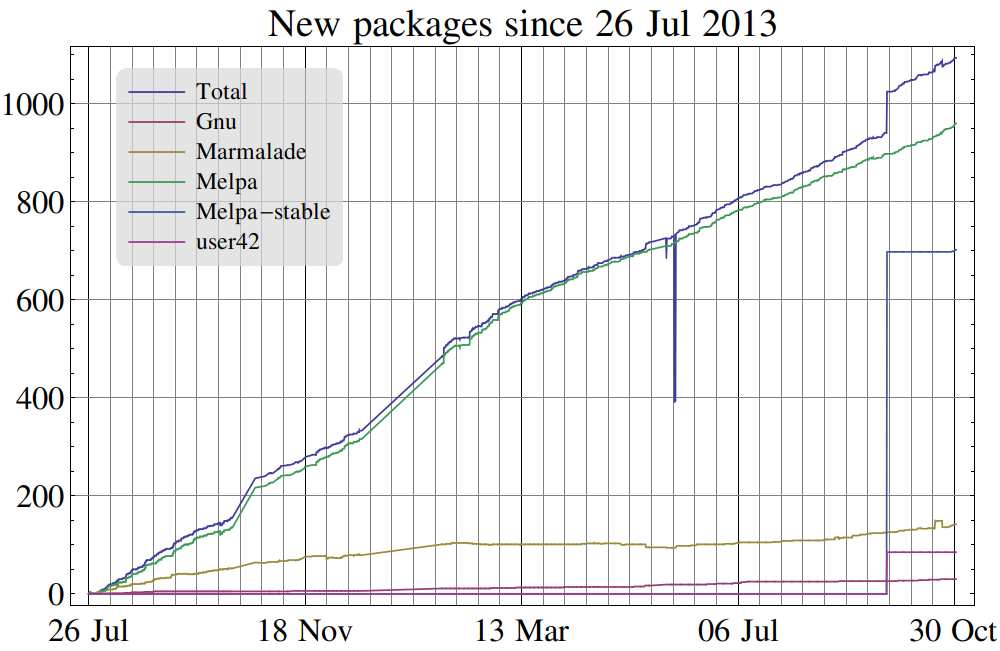 New packages since 26 Jul 2013
1000
800
600
400
200
0
Total
Gnu
Marmalade
Melpa
Melpa-stable
user42
26 Jul
18 Nov
13 Mar
06 Jul
30 Oct